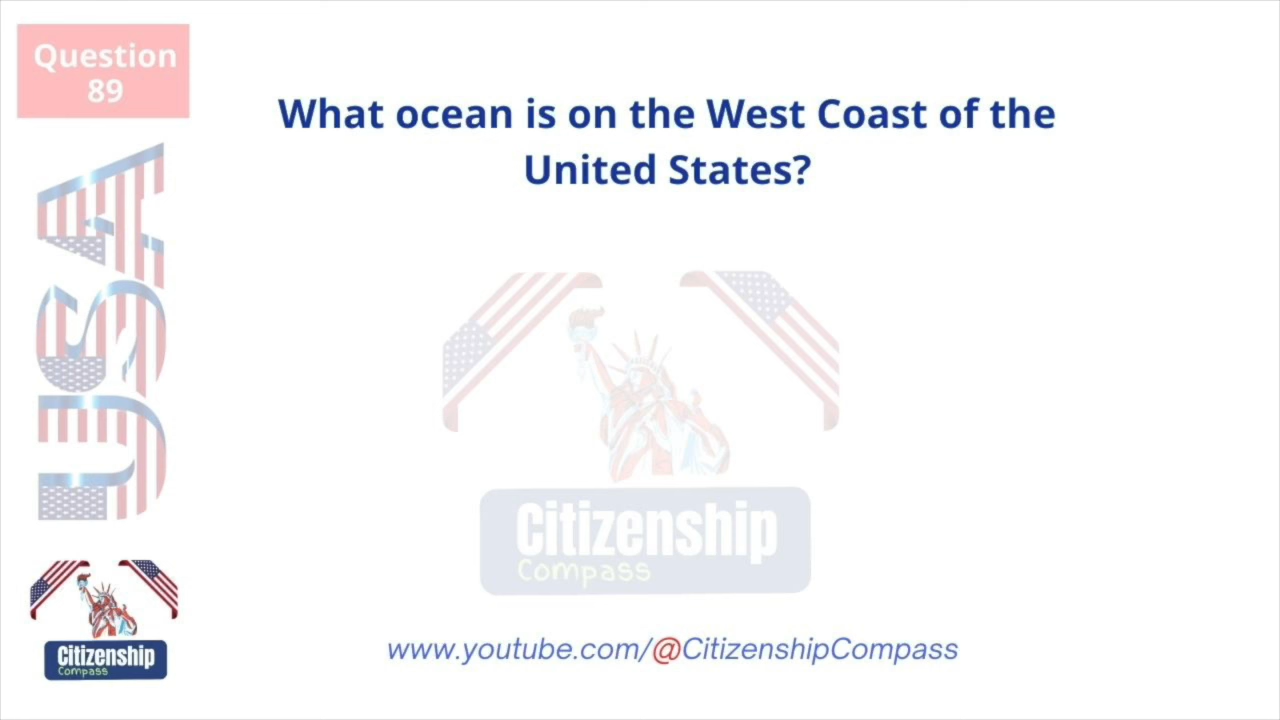 Question
89
What ocean is on the West Coast of the
United States?
USA
Citizenship
Compass
Citizenship
Compass
www.youtube.com/@CitizenshipCompass